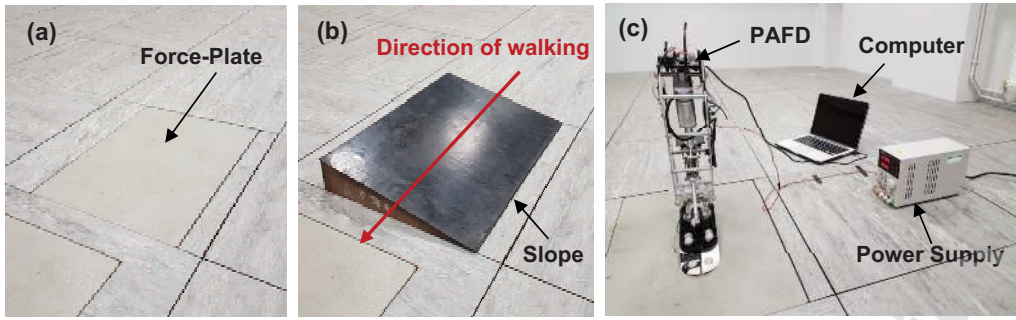 (a)
Force-Plate
(b)
Direction of walking
Slope
(c)
PAFD
Computer
Power Supply